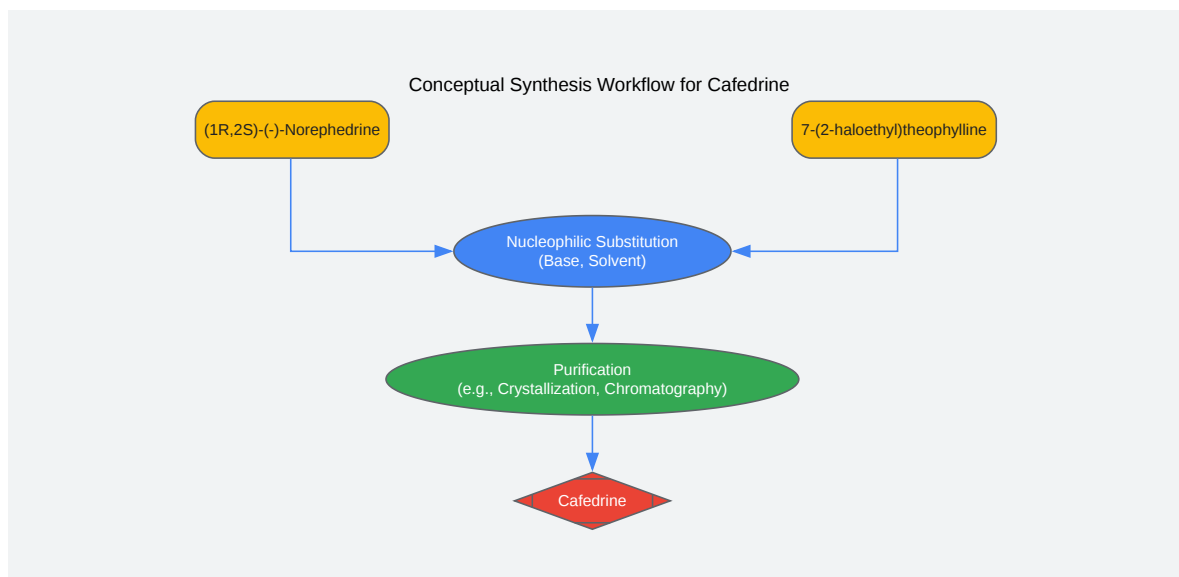 Conceptual Synthesis Workflow for Cafedrine
(1R,2S)-(-)-Norephedrine
7-(2-haloethyl)theophylline
Nucleophilic Substitution
(Base, Solvent)
Purification
(e.g., Crystallization, Chromatography)
Cafedrine